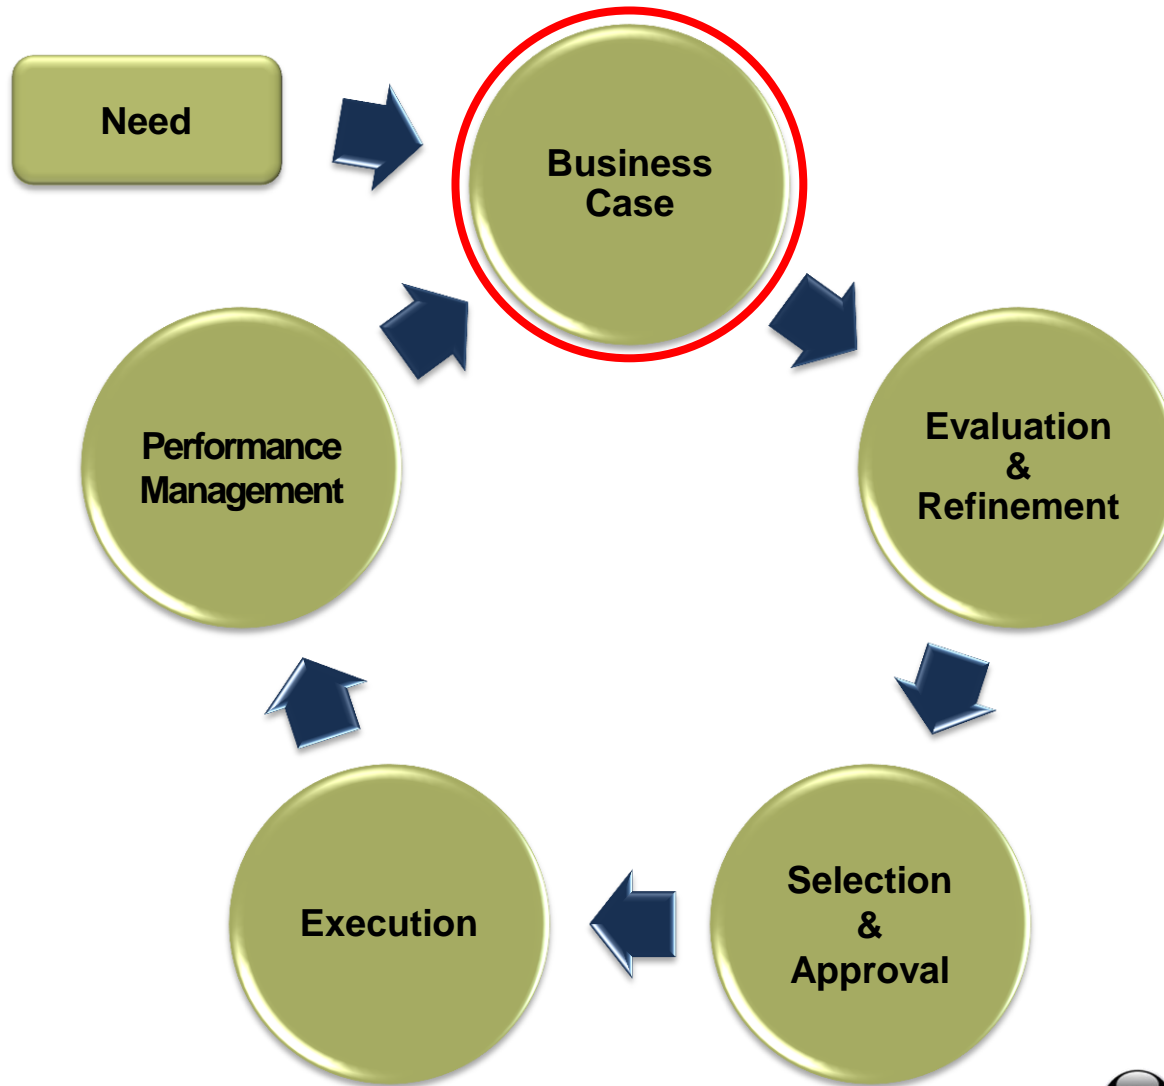 Need
Business
Case
Evaluation
&
Refinement
Selection
&
Approval
Execution
Performance
Management